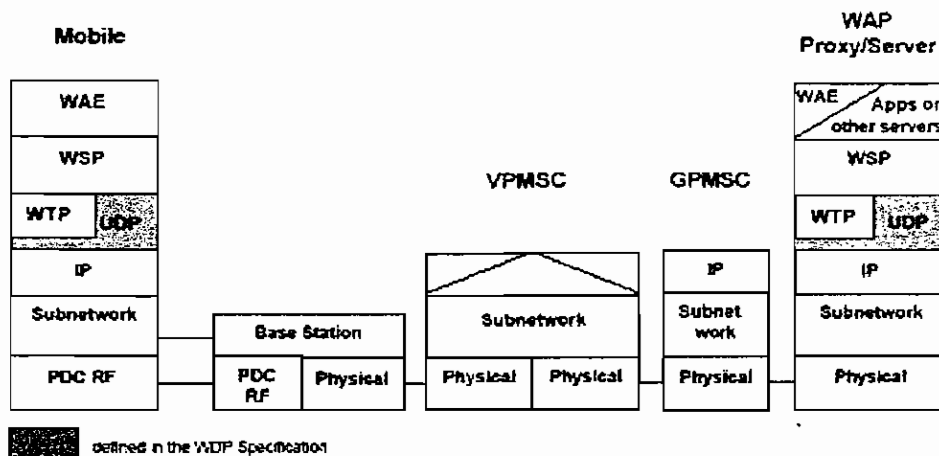 Mobile
WAP
Proxy/Server
WAE
WSP
WTP
UDP
IP
Subnetwork
PDC RF
Base Station
PDC
RF
Physical
VPMSC
Subnetwork
Physical
Physical
GPMSC
IP
Subnet
work
Physical
WAE
Apps or
other servers
WSP
WTP
UDP
IP
Subnetwork
Physical
defined in the WDP Specification